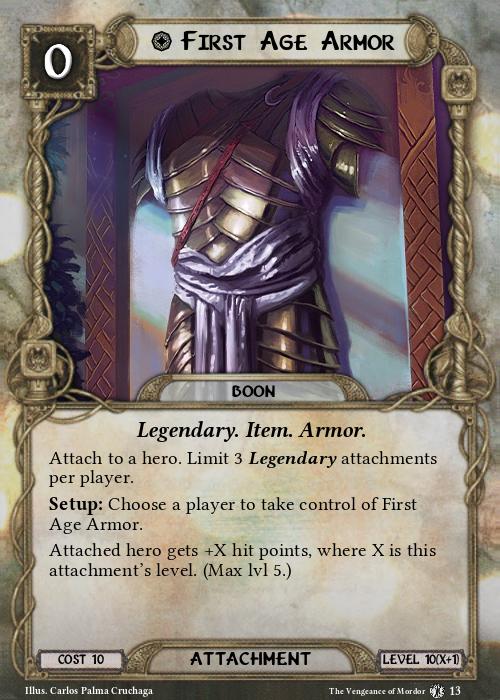 0
First Age Armor
BOON
Legendary. Item. Armor.
Attach to a hero. Limit 3 Legendary attachments
per player.
Setup: Choose a player to take control of First
Age Armor.
Attached hero gets +X hit points, where X is this
attachment's level. (Max lvl 5.)
COST 10
ATTACHMENT
LEVEL 10(X+1)
Illus. Carlos Palma Cruchaga
The Vengeance of Mordor
13